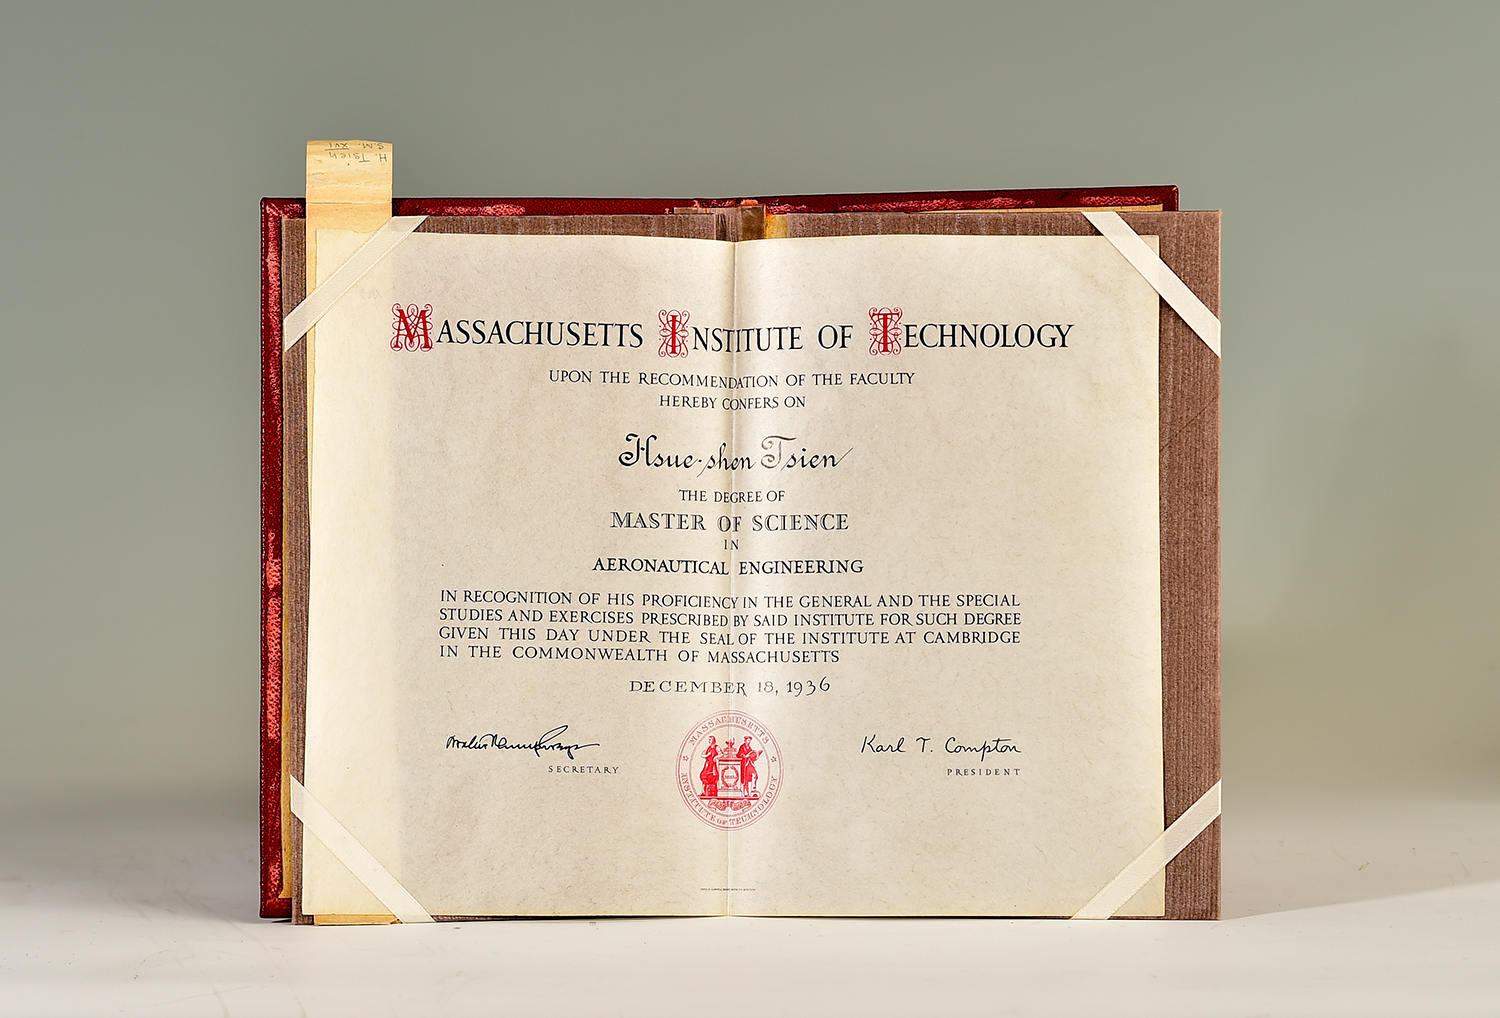 H. Tsien
S.M. XVI
MASSACHUSETTS INSTITUTE OF TECHNOLOGY
UPON THE RECOMMENDATION OF THE FACULTY
HEREBY CONFERS ON
Hsue-shen Tsien
THE DEGREE OF
MASTER OF SCIENCE
IN
AERONAUTICAL ENGINEERING
IN RECOGNITION OF HIS PROFICIENCY IN THE GENERAL AND THE SPECIAL
STUDIES AND EXERCISES PRESCRIBED BY SAID INSTITUTE FOR SUCH DEGREE
GIVEN THIS DAY UNDER THE SEAL OF THE INSTITUTE AT CAMBRIDGE
IN THE COMMONWEALTH OF MASSACHUSETTS
DECEMBER 18, 1936
Karl T. Compton
SECRETARY
PRESIDENT
MASSACHUSETTS
INSTITUTE OF TECHNOLOGY